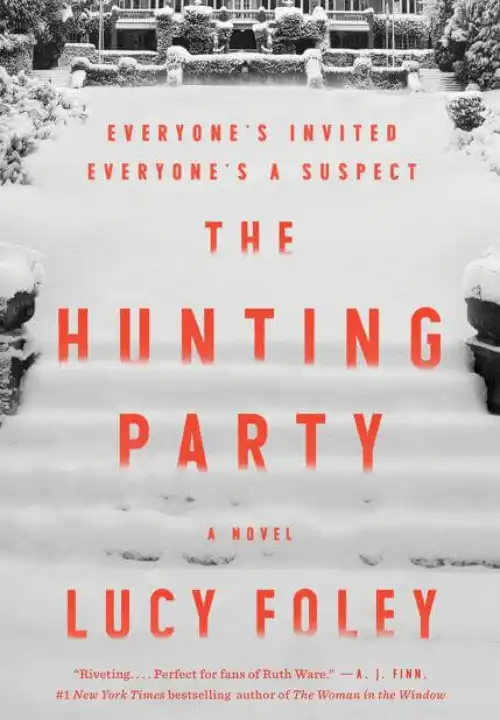 EVERYONE'S INVITED
EVERYONE'S A SUSPECT
THE
HUNTING
PARTY
A NOVEL
LUCY FOLEY
“Riveting. . . . Perfect for fans of Ruth Ware.” —A. J. FINN,
#1 New York Times bestselling author of The Woman in the Window